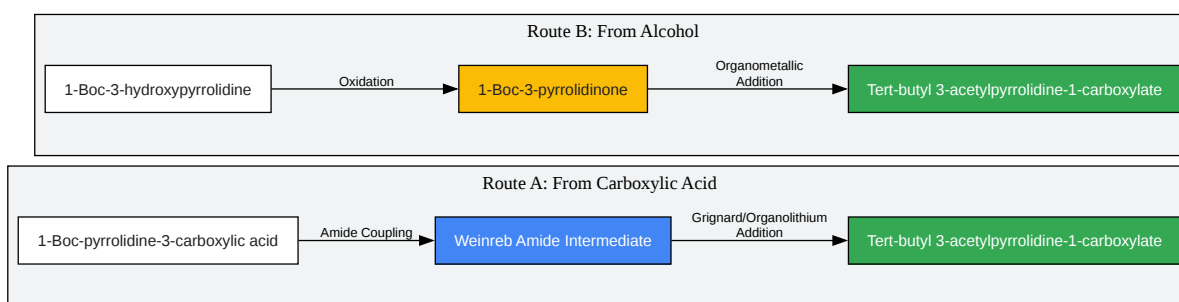 Route B: From Alcohol
1-Boc-3-hydroxypyrrolidine
Oxidation
1-Boc-3-pyrrolidinone
Organometallic
Addition
Tert-butyl 3-acetylpyrrolidine-1-carboxylate
Route A: From Carboxylic Acid
1-Boc-pyrrolidine-3-carboxylic acid
Amide Coupling
Weinreb Amide Intermediate
Grignard/Organolithium
Addition
Tert-butyl 3-acetylpyrrolidine-1-carboxylate